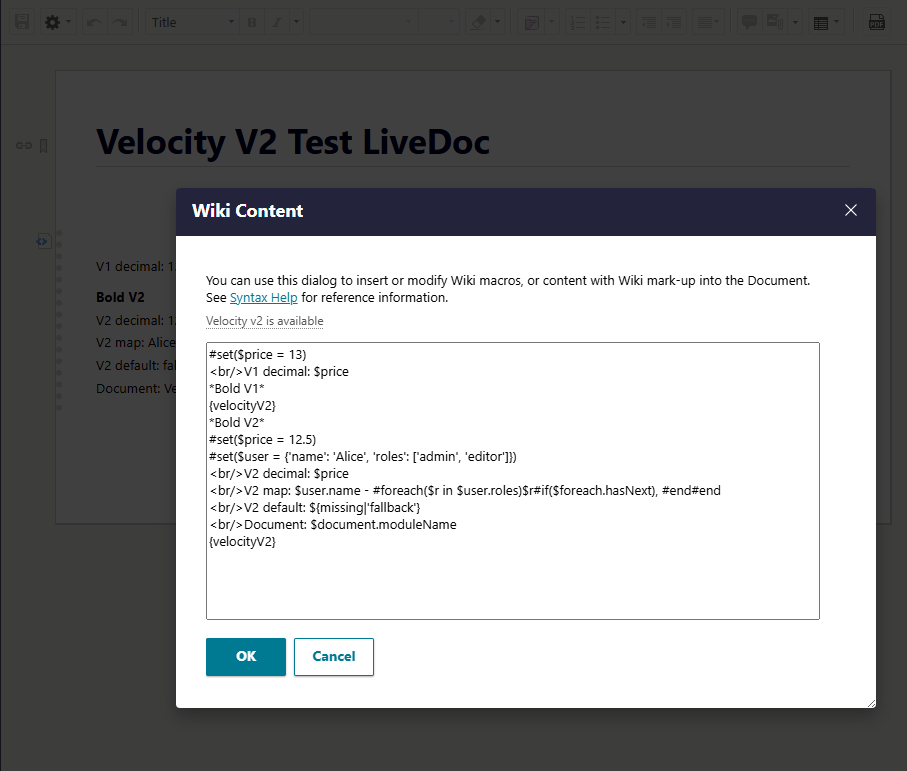 Title
B
I
PDF
Velocity V2 Test LiveDoc
Wiki Content
You can use this dialog to insert or modify Wiki macros, or content with Wiki mark-up into the Document.
See Syntax Help for reference information.
Velocity v2 is available
#set($price = 13)
<br/>V1 decimal: $price
*Bold V1*
{velocityV2}
*Bold V2*
#set($price = 12.5)
#set($user = {'name': 'Alice', 'roles': ['admin', 'editor']})
<br/>V2 decimal: $price
<br/>V2 map: $user.name - #foreach($r in $user.roles)$r#if($foreach.hasNext), #end#end
<br/>V2 default: ${missing|'fallback'}
<br/>Document: $document.moduleName
{velocityV2}
OK
Cancel
V1 decimal:
Bold V2
V2 decimal:
V2 map: Alice
V2 default:
Document: